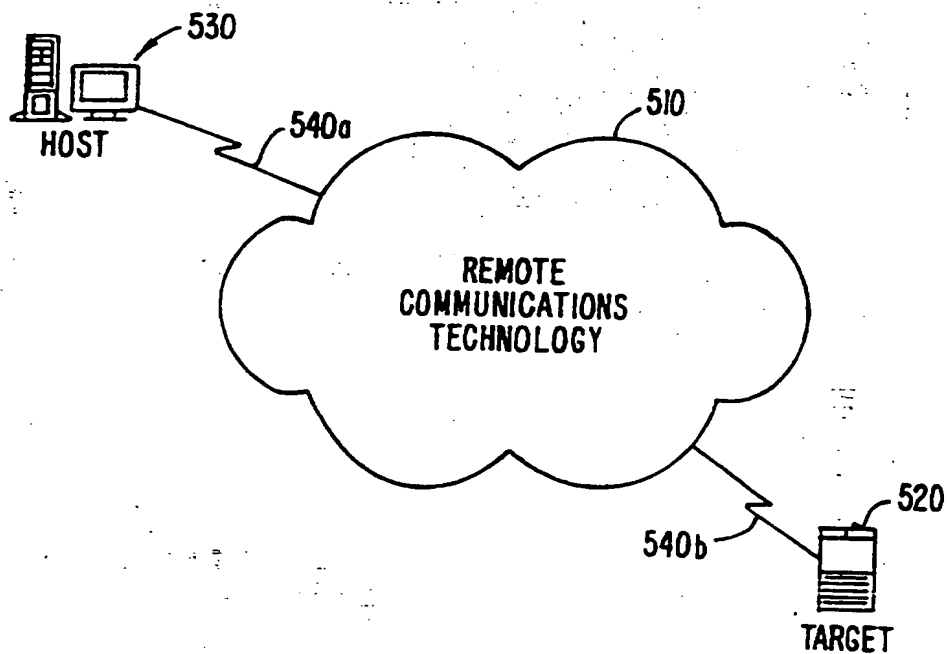 530
HOST
540a
510
REMOTE
COMMUNICATIONS
TECHNOLOGY
520
540b
TARGET